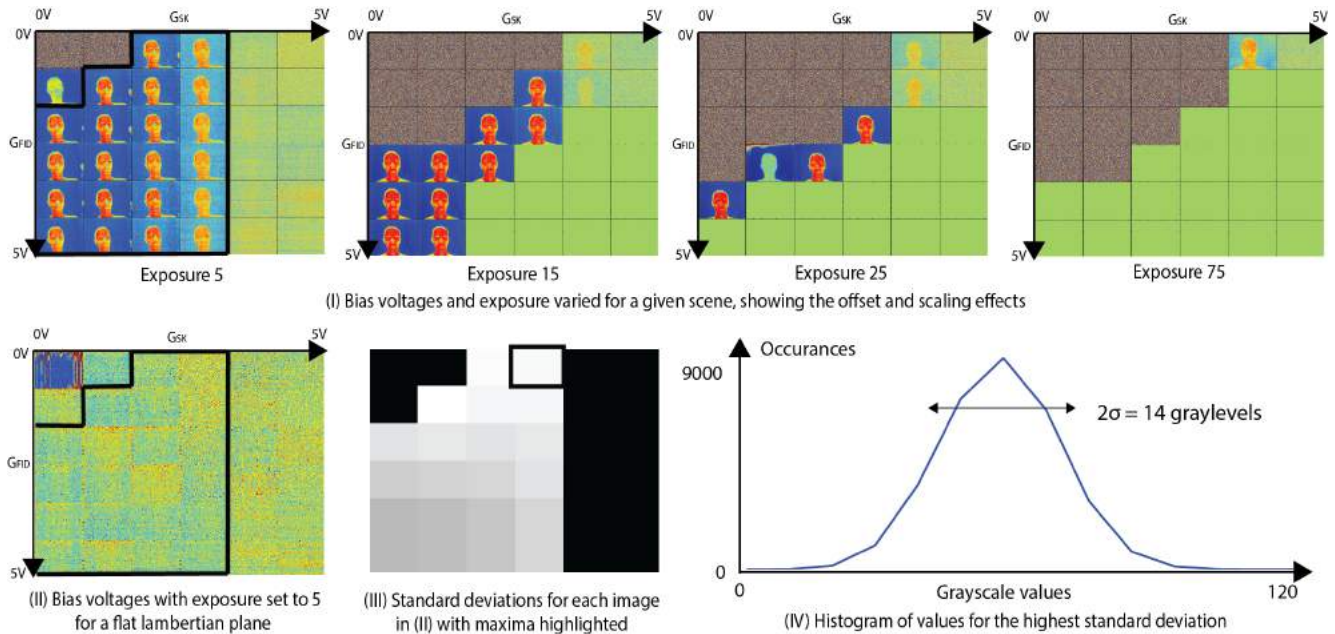 0V GSK 5V 0V GSK 5V 0V GSK 5V 0V GSK 5V
0V 0V 0V 0V
GFID GFID GFID GFID
5V 5V 5V 5V
Exposure 5 Exposure 15 Exposure 25 Exposure 75
(I) Bias voltages and exposure varied for a given scene, showing the offset and scaling effects
0V GSK 5V
0V
GFID
5V
(II) Bias voltages with exposure set to 5
for a flat lambertian plane
(III) Standard deviations for each image
in (II) with maxima highlighted
Occurances
9000
2σ = 14 graylevels
0
0 Grayscale values 120
(IV) Histogram of values for the highest standard deviation